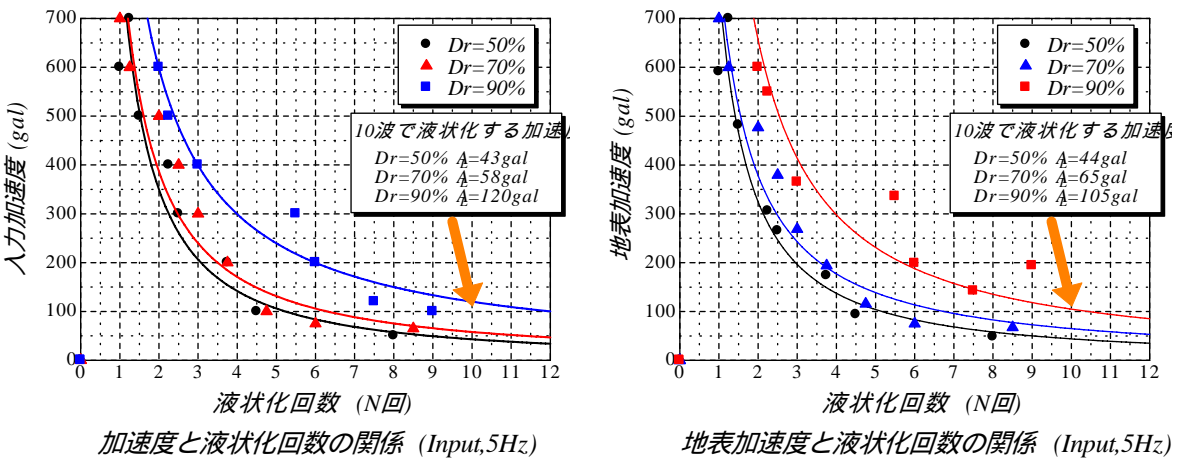 700
600
500
400
300
200
100
0
0 1 2 3 4 5 6 7 8 9 10 11 12
入力加速度 (gal)
液状化回数 (N回)
Dr=50%
Dr=70%
Dr=90%
10波で液状化する加速
Dr=50% A=43gal
Dr=70% A=58gal
Dr=90% A=120gal
加速度と液状化回数の関係 (Input,5Hz)
700
600
500
400
300
200
100
0
0 1 2 3 4 5 6 7 8 9 10 11 12
地表加速度 (gal)
液状化回数 (N回)
Dr=50%
Dr=70%
Dr=90%
10波で液状化する加速度
Dr=50% A=44gal
Dr=70% A=65gal
Dr=90% A=105gal
地表加速度と液状化回数の関係 (Input,5Hz)